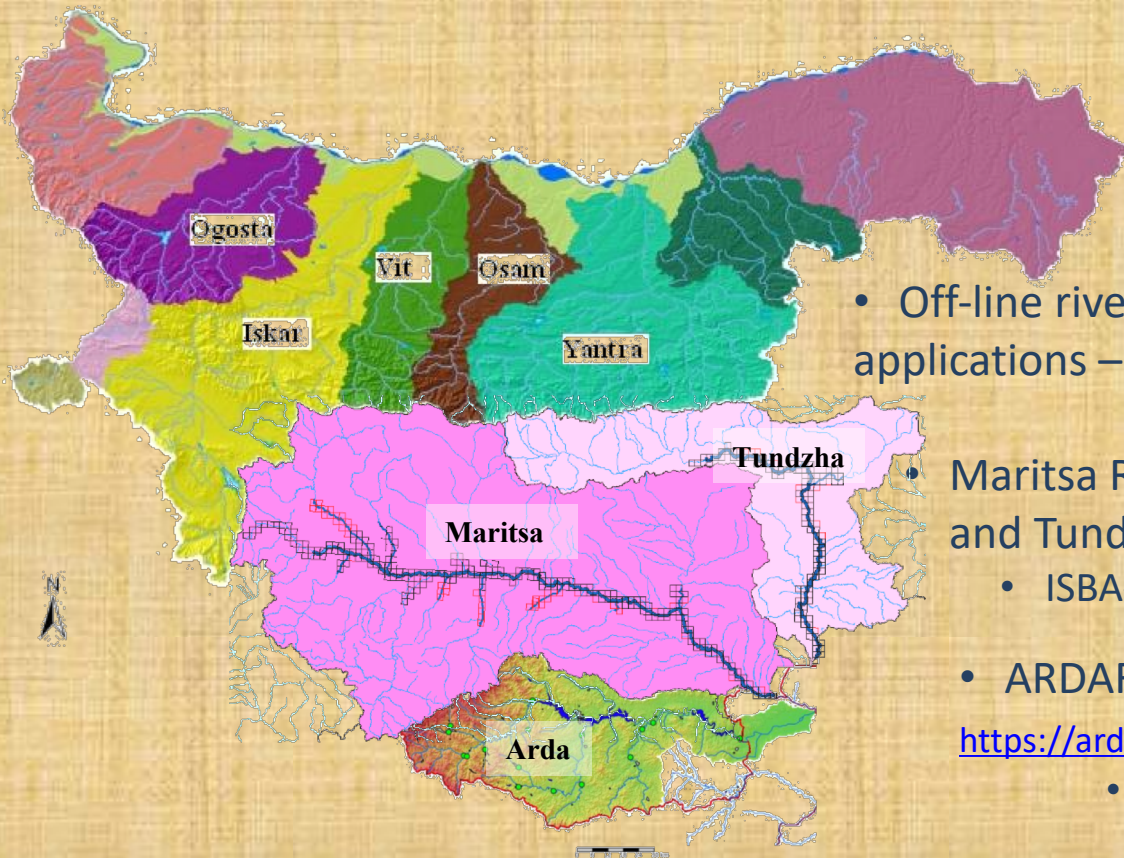 Ogosta
Vit
Osam
Iskar
Yantra
• Off-line rive
applications –
Tundzha
• Maritsa R
and Tund
Maritsa
• ISBA
N
• ARDAF
https://ard
Arda
•